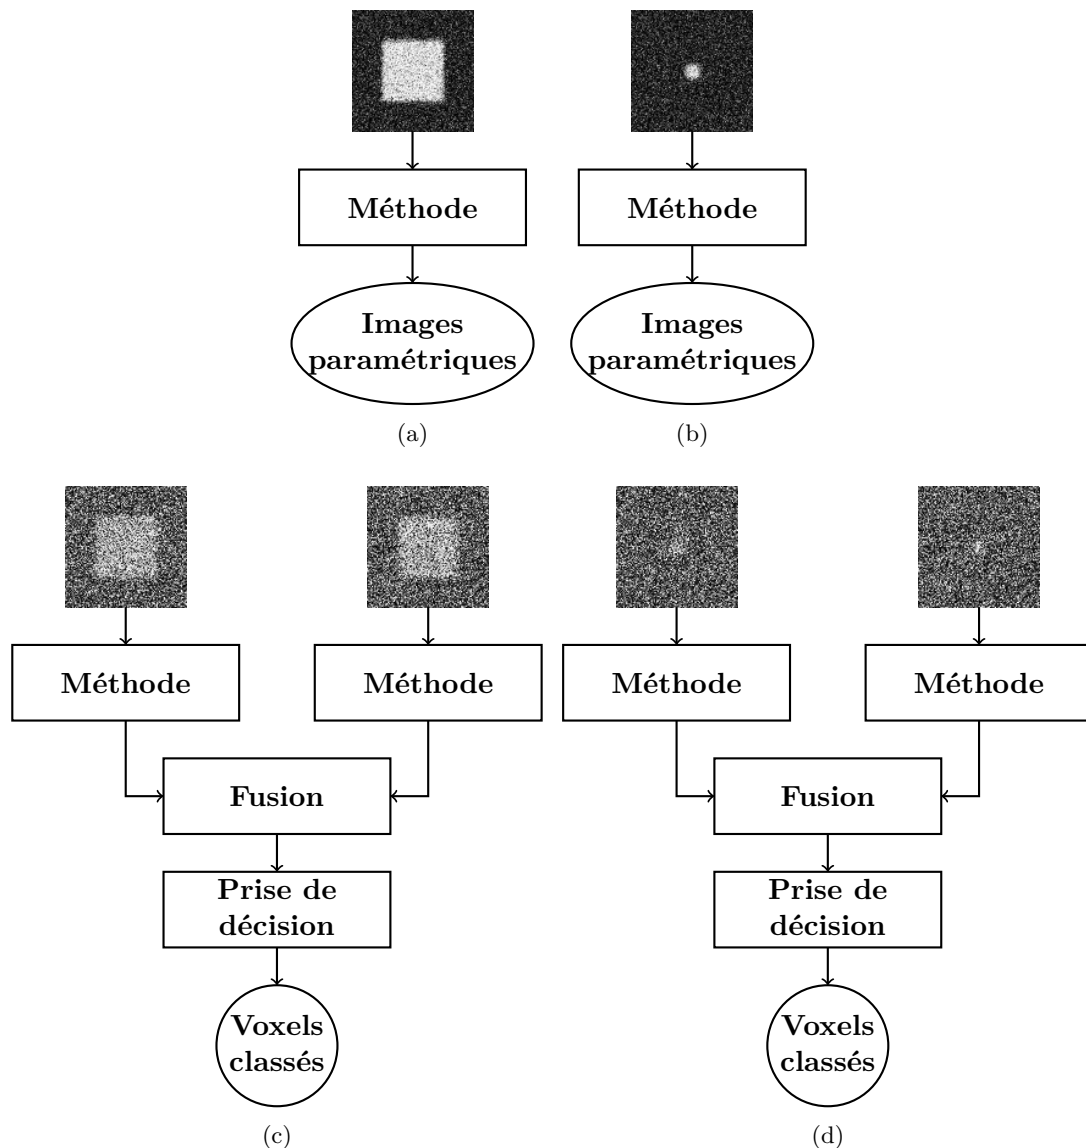 Méthode
Méthode
Images
paramétriques
Images
paramétriques
(a)
(b)
Méthode
Méthode
Méthode
Méthode
Fusion
Fusion
Prise de
décision
Prise de
décision
Voxels
classés
Voxels
classés
(c)
(d)